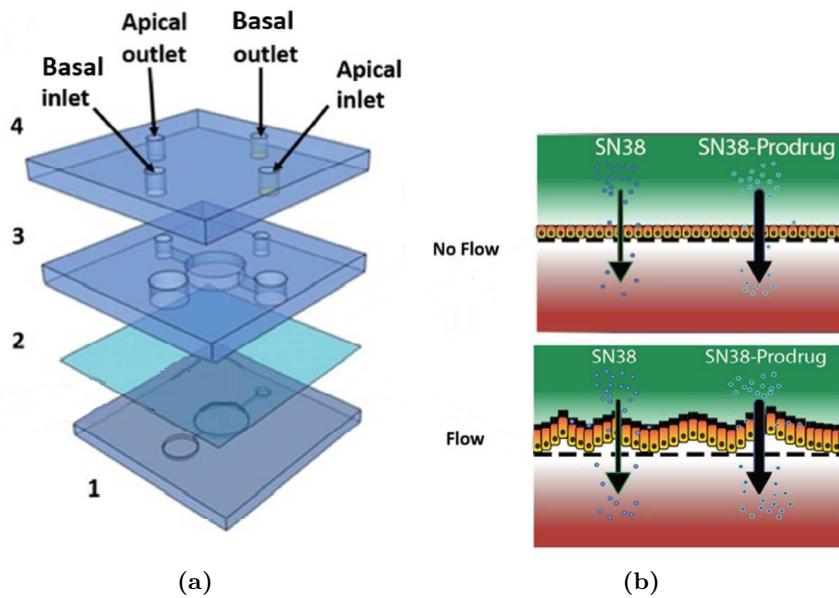 Apical
outlet
Basal
outlet
Basal
inlet
Apical
inlet
4
3
2
1
(a)
SN38
SN38-Prodrug
No Flow
SN38
SN38-Prodrug
Flow
(b)